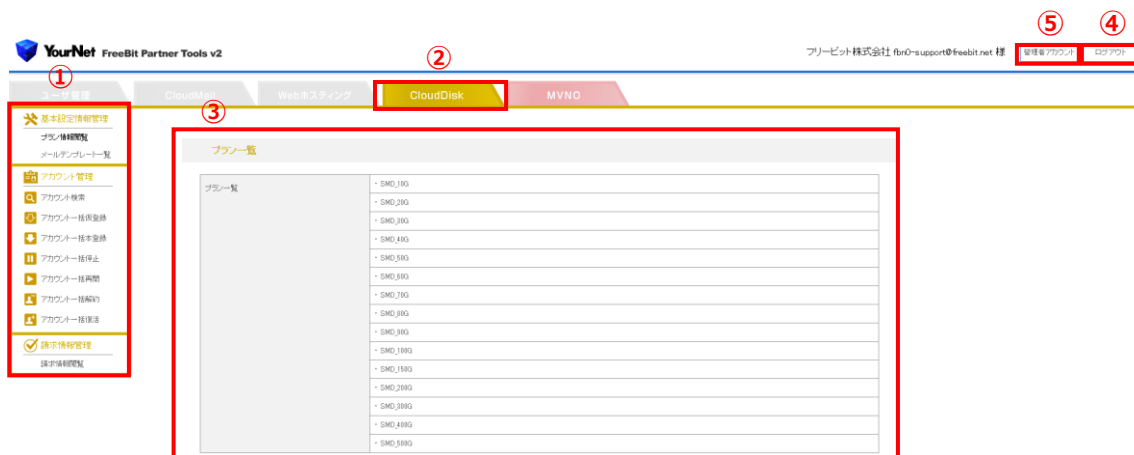 ⑤ ④
YourNet FreeBit Partner Tools v2
フリービット株式会社 fbn0-support@freebit.net 様 管理者アカウント ログアウト
②
①
ユーザ管理 CloudMail Webホスティング CloudDisk MVNO
③
基本設定情報管理
プラン情報閲覧
メールテンプレート一覧
アカウント管理
アカウント検索
アカウント一括仮登録
アカウント一括本登録
アカウント一括停止
アカウント一括再開
アカウント一括解約
アカウント一括復活
請求情報管理
請求情報閲覧
プラン一覧
プラン一覧
・SMD_10G
・SMD_20G
・SMD_30G
・SMD_40G
・SMD_50G
・SMD_60G
・SMD_70G
・SMD_80G
・SMD_90G
・SMD_100G
・SMD_150G
・SMD_200G
・SMD_300G
・SMD_400G
・SMD_500G